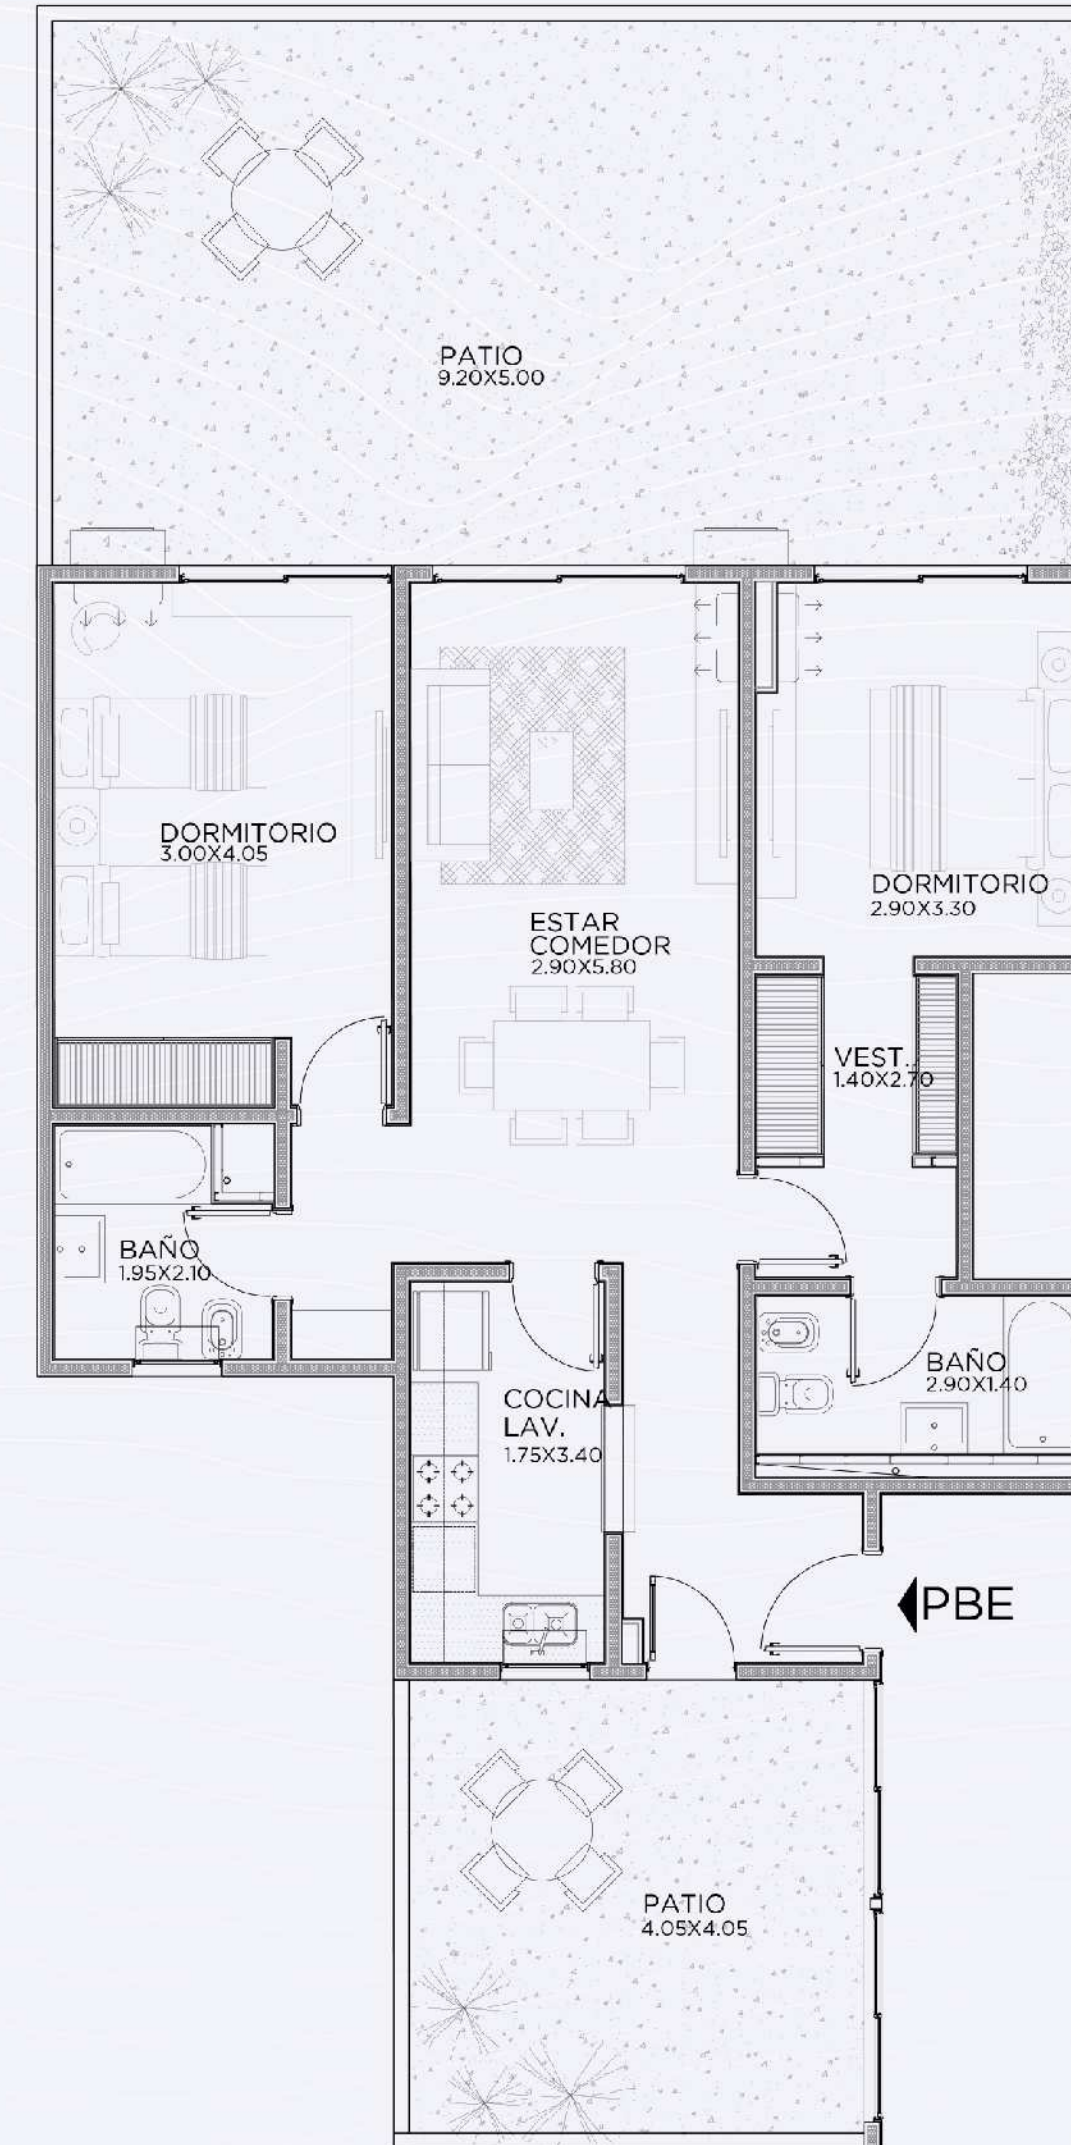 PATIO
9.20X5.00
DORMITORIO
3.00X4.05
DORMITORIO
2.90X3.30
ESTAR
COMEDOR
2.90X5.80
VEST.
1.40X2.70
BAÑO
1.95X2.10
BAÑO
2.90X1.40
COCINA
LAV.
1.75X3.40
PBE
PATIO
4.05X4.05